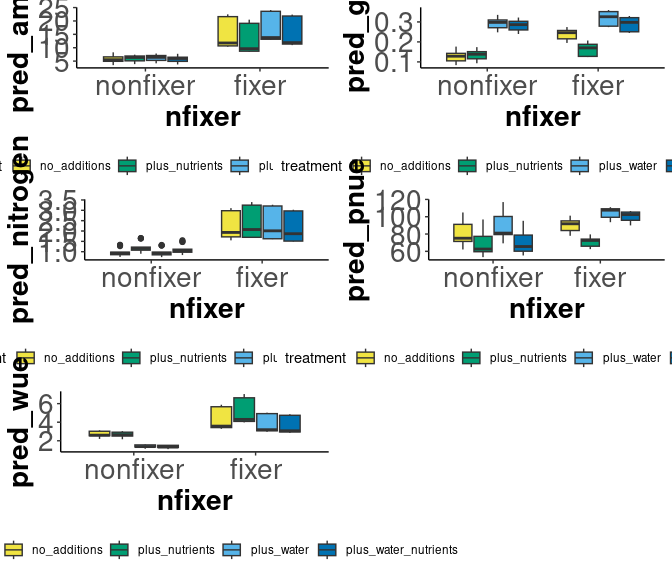 pred_am
25
20
15
10
5
nonfixer fixer
nfixer
no_additions plus_nutrients
pred_g
0.3
0.2
0.1
nonfixer fixer
nfixer
treatment no_additions plus_nutrients plus_water
pred_nitrogen
3.5
3.0
2.5
2.0
1.5
1.0
nonfixer fixer
nfixer
no_additions plus_nutrients
pred_pnue
120
100
80
60
nonfixer fixer
nfixer
treatment no_additions plus_nutrients plus_water
pred_wue
6
4
2
nonfixer fixer
nfixer
no_additions plus_nutrients plus_water plus_water_nutrients